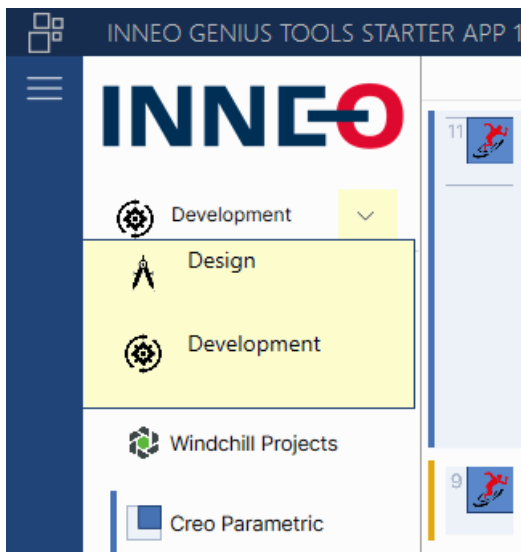 INNEO GENIUS TOOLS STARTER APP 1
INNEO
11
Development
Design
Development
Windchill Projects
9
Creo Parametric